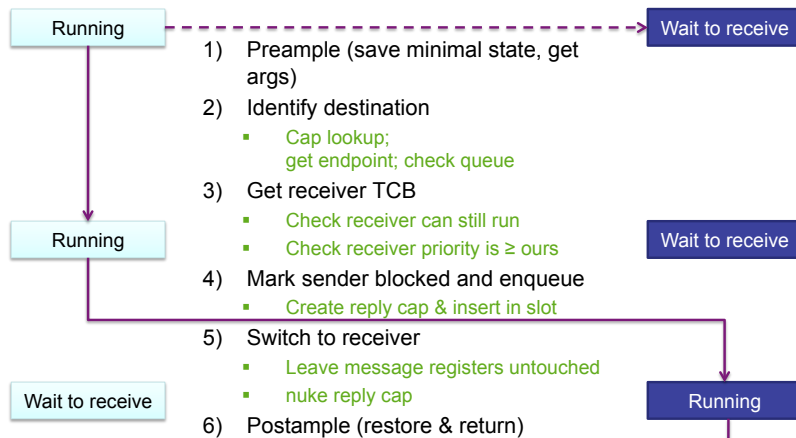 Running
Wait to receive
1) Preample (save minimal state, get
args)
2) Identify destination
▪ Cap lookup;
get endpoint; check queue
3) Get receiver TCB
▪ Check receiver can still run
▪ Check receiver priority is ≥ ours
Running
Wait to receive
4) Mark sender blocked and enqueue
▪ Create reply cap & insert in slot
5) Switch to receiver
▪ Leave message registers untouched
▪ nuke reply cap
Wait to receive
Running
6) Postample (restore & return)